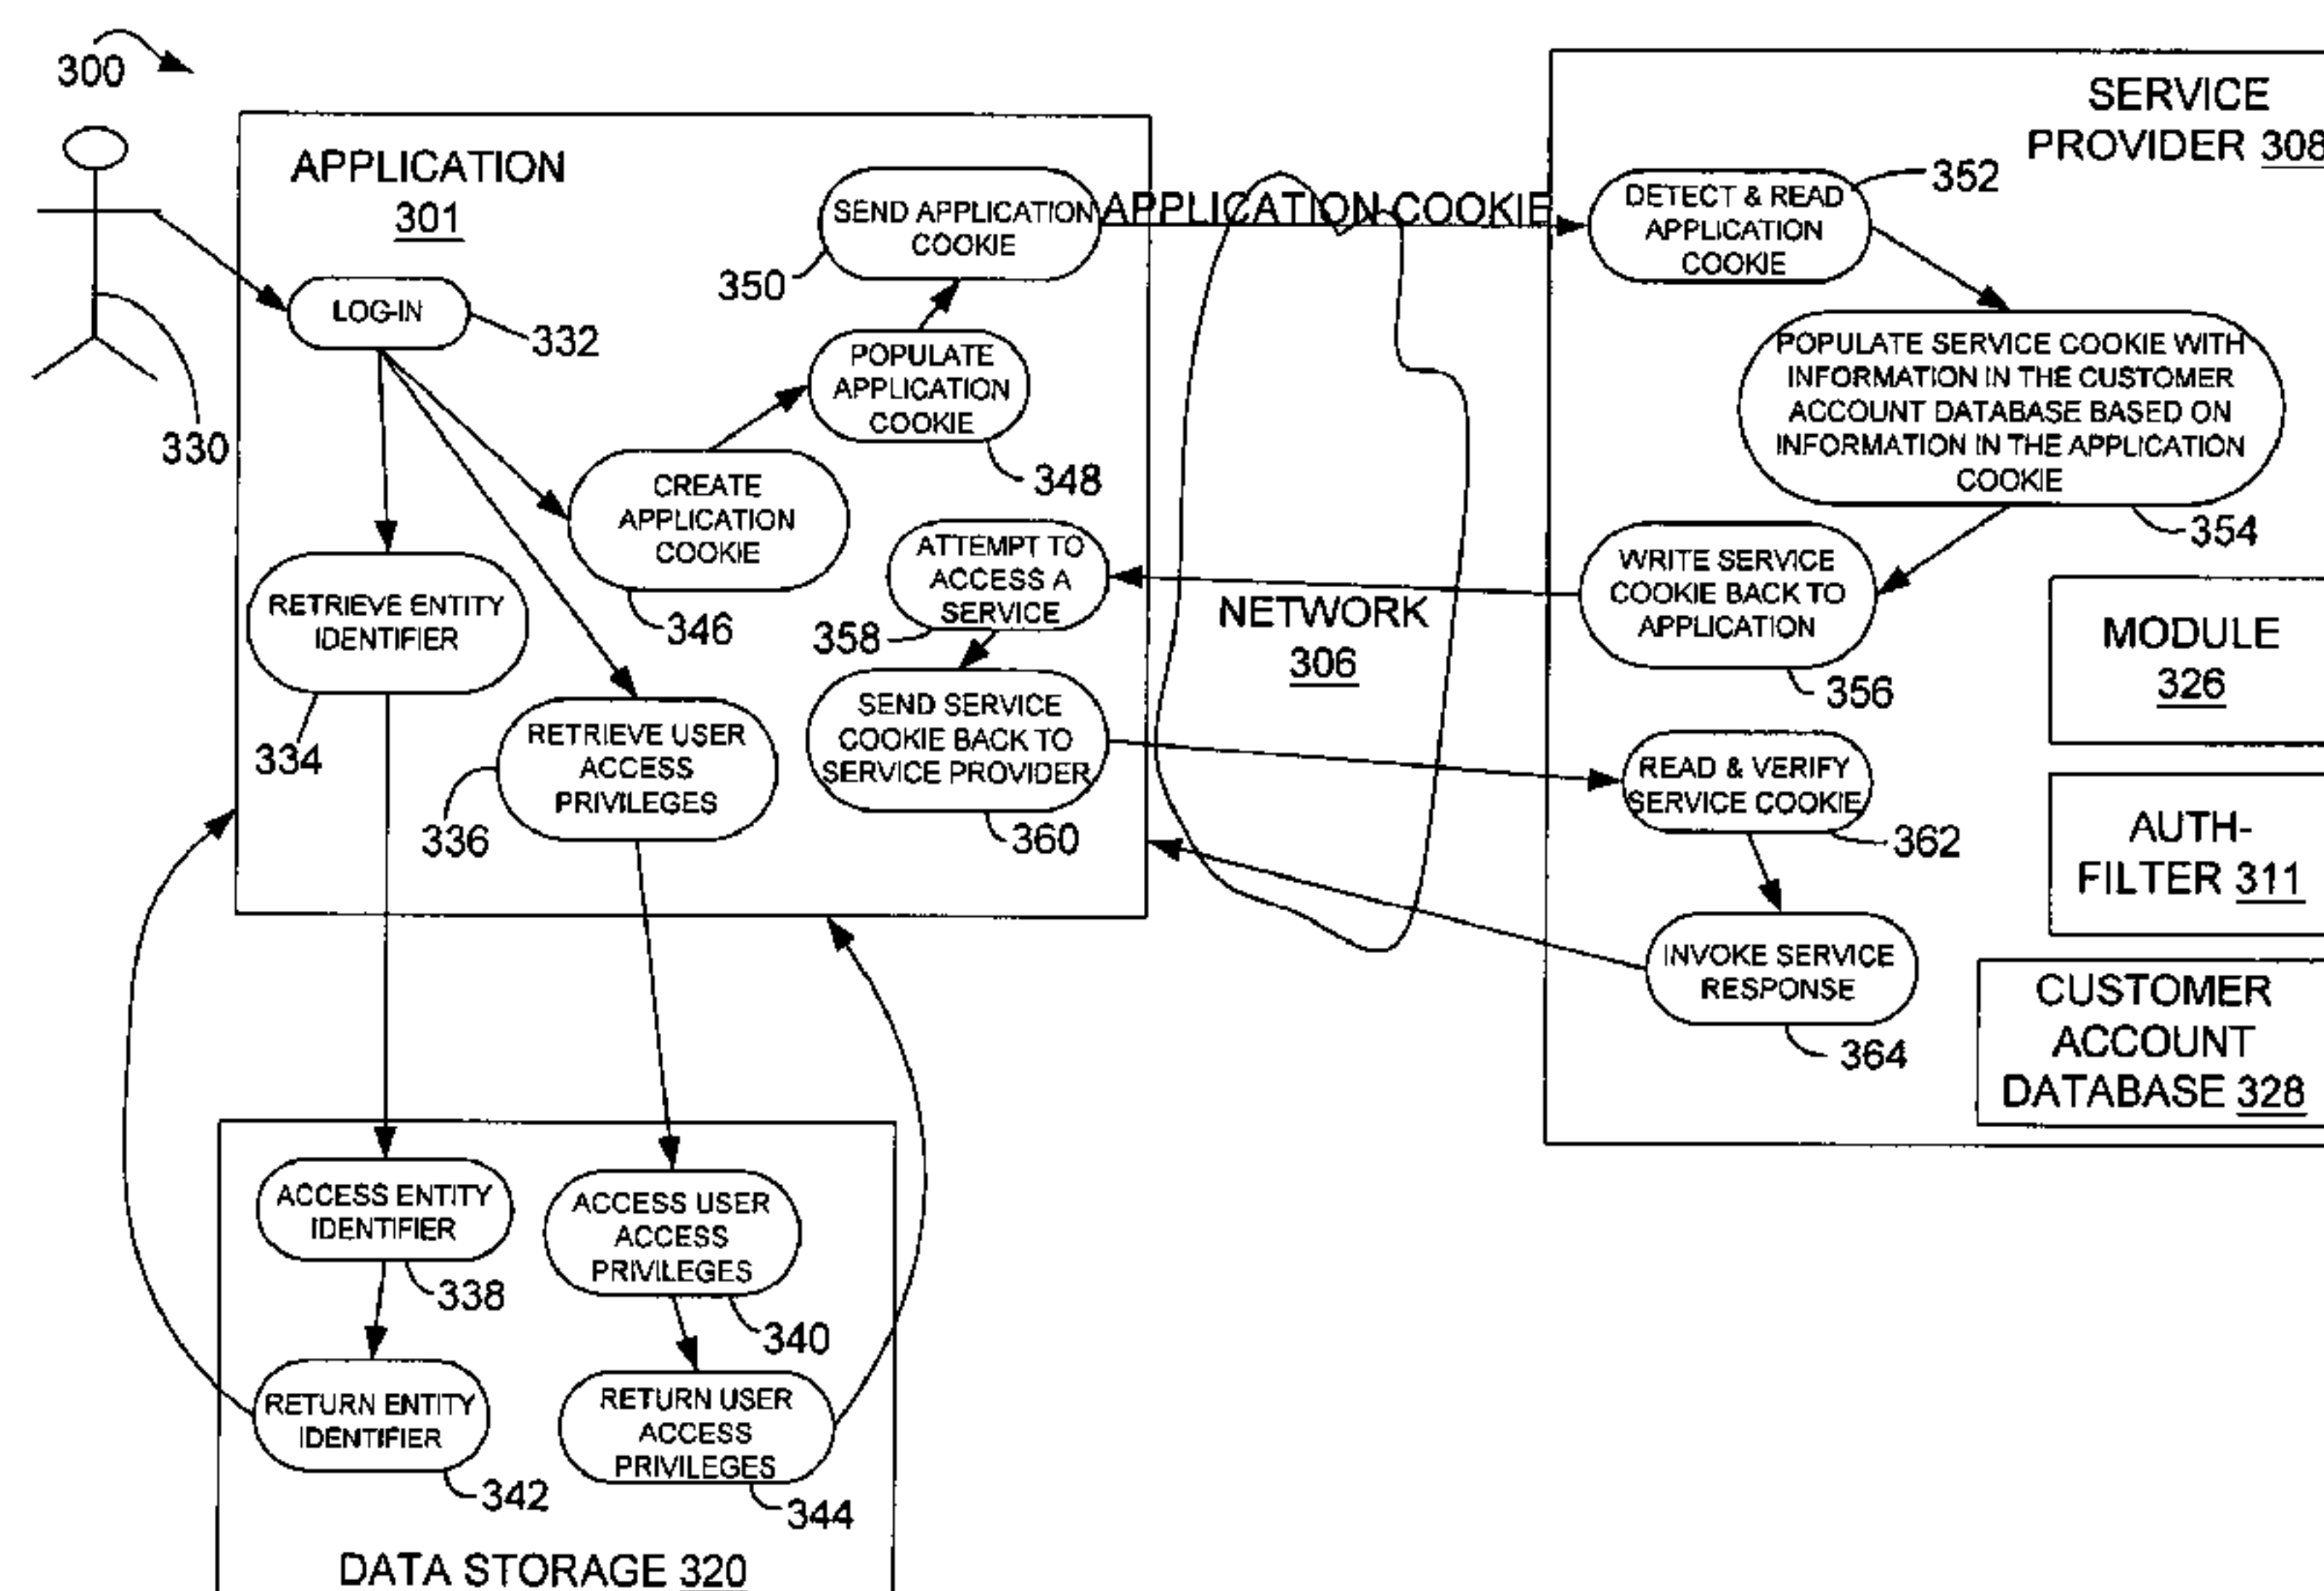 300
APPLICATION
301
LOG-IN
332
330
RETRIEVE ENTITY
IDENTIFIER
334
RETRIEVE USER
ACCESS
PRIVILEGES
336
CREATE
APPLICATION
COOKIE
346
POPULATE
APPLICATION
COOKIE
348
SEND APPLICATION
COOKIE
350
APPLICATION COOKIE
ATTEMPT TO
ACCESS A
SERVICE
358
SEND SERVICE
COOKIE BACK TO
SERVICE PROVIDER
360
NETWORK
306
SERVICE
PROVIDER 308
DETECT & READ
APPLICATION
COOKIE
352
POPULATE SERVICE COOKIE WITH
INFORMATION IN THE CUSTOMER
ACCOUNT DATABASE BASED ON
INFORMATION IN THE APPLICATION
COOKIE
354
WRITE SERVICE
COOKIE BACK TO
APPLICATION
356
READ & VERIFY
SERVICE COOKIE
362
INVOKE SERVICE
RESPONSE
364
MODULE
326
AUTH-
FILTER 311
CUSTOMER
ACCOUNT
DATABASE 328
ACCESS ENTITY
IDENTIFIER
338
ACCESS USER
ACCESS
PRIVILEGES
340
RETURN ENTITY
IDENTIFIER
342
RETURN USER
ACCESS
PRIVILEGES
344
DATA STORAGE 320